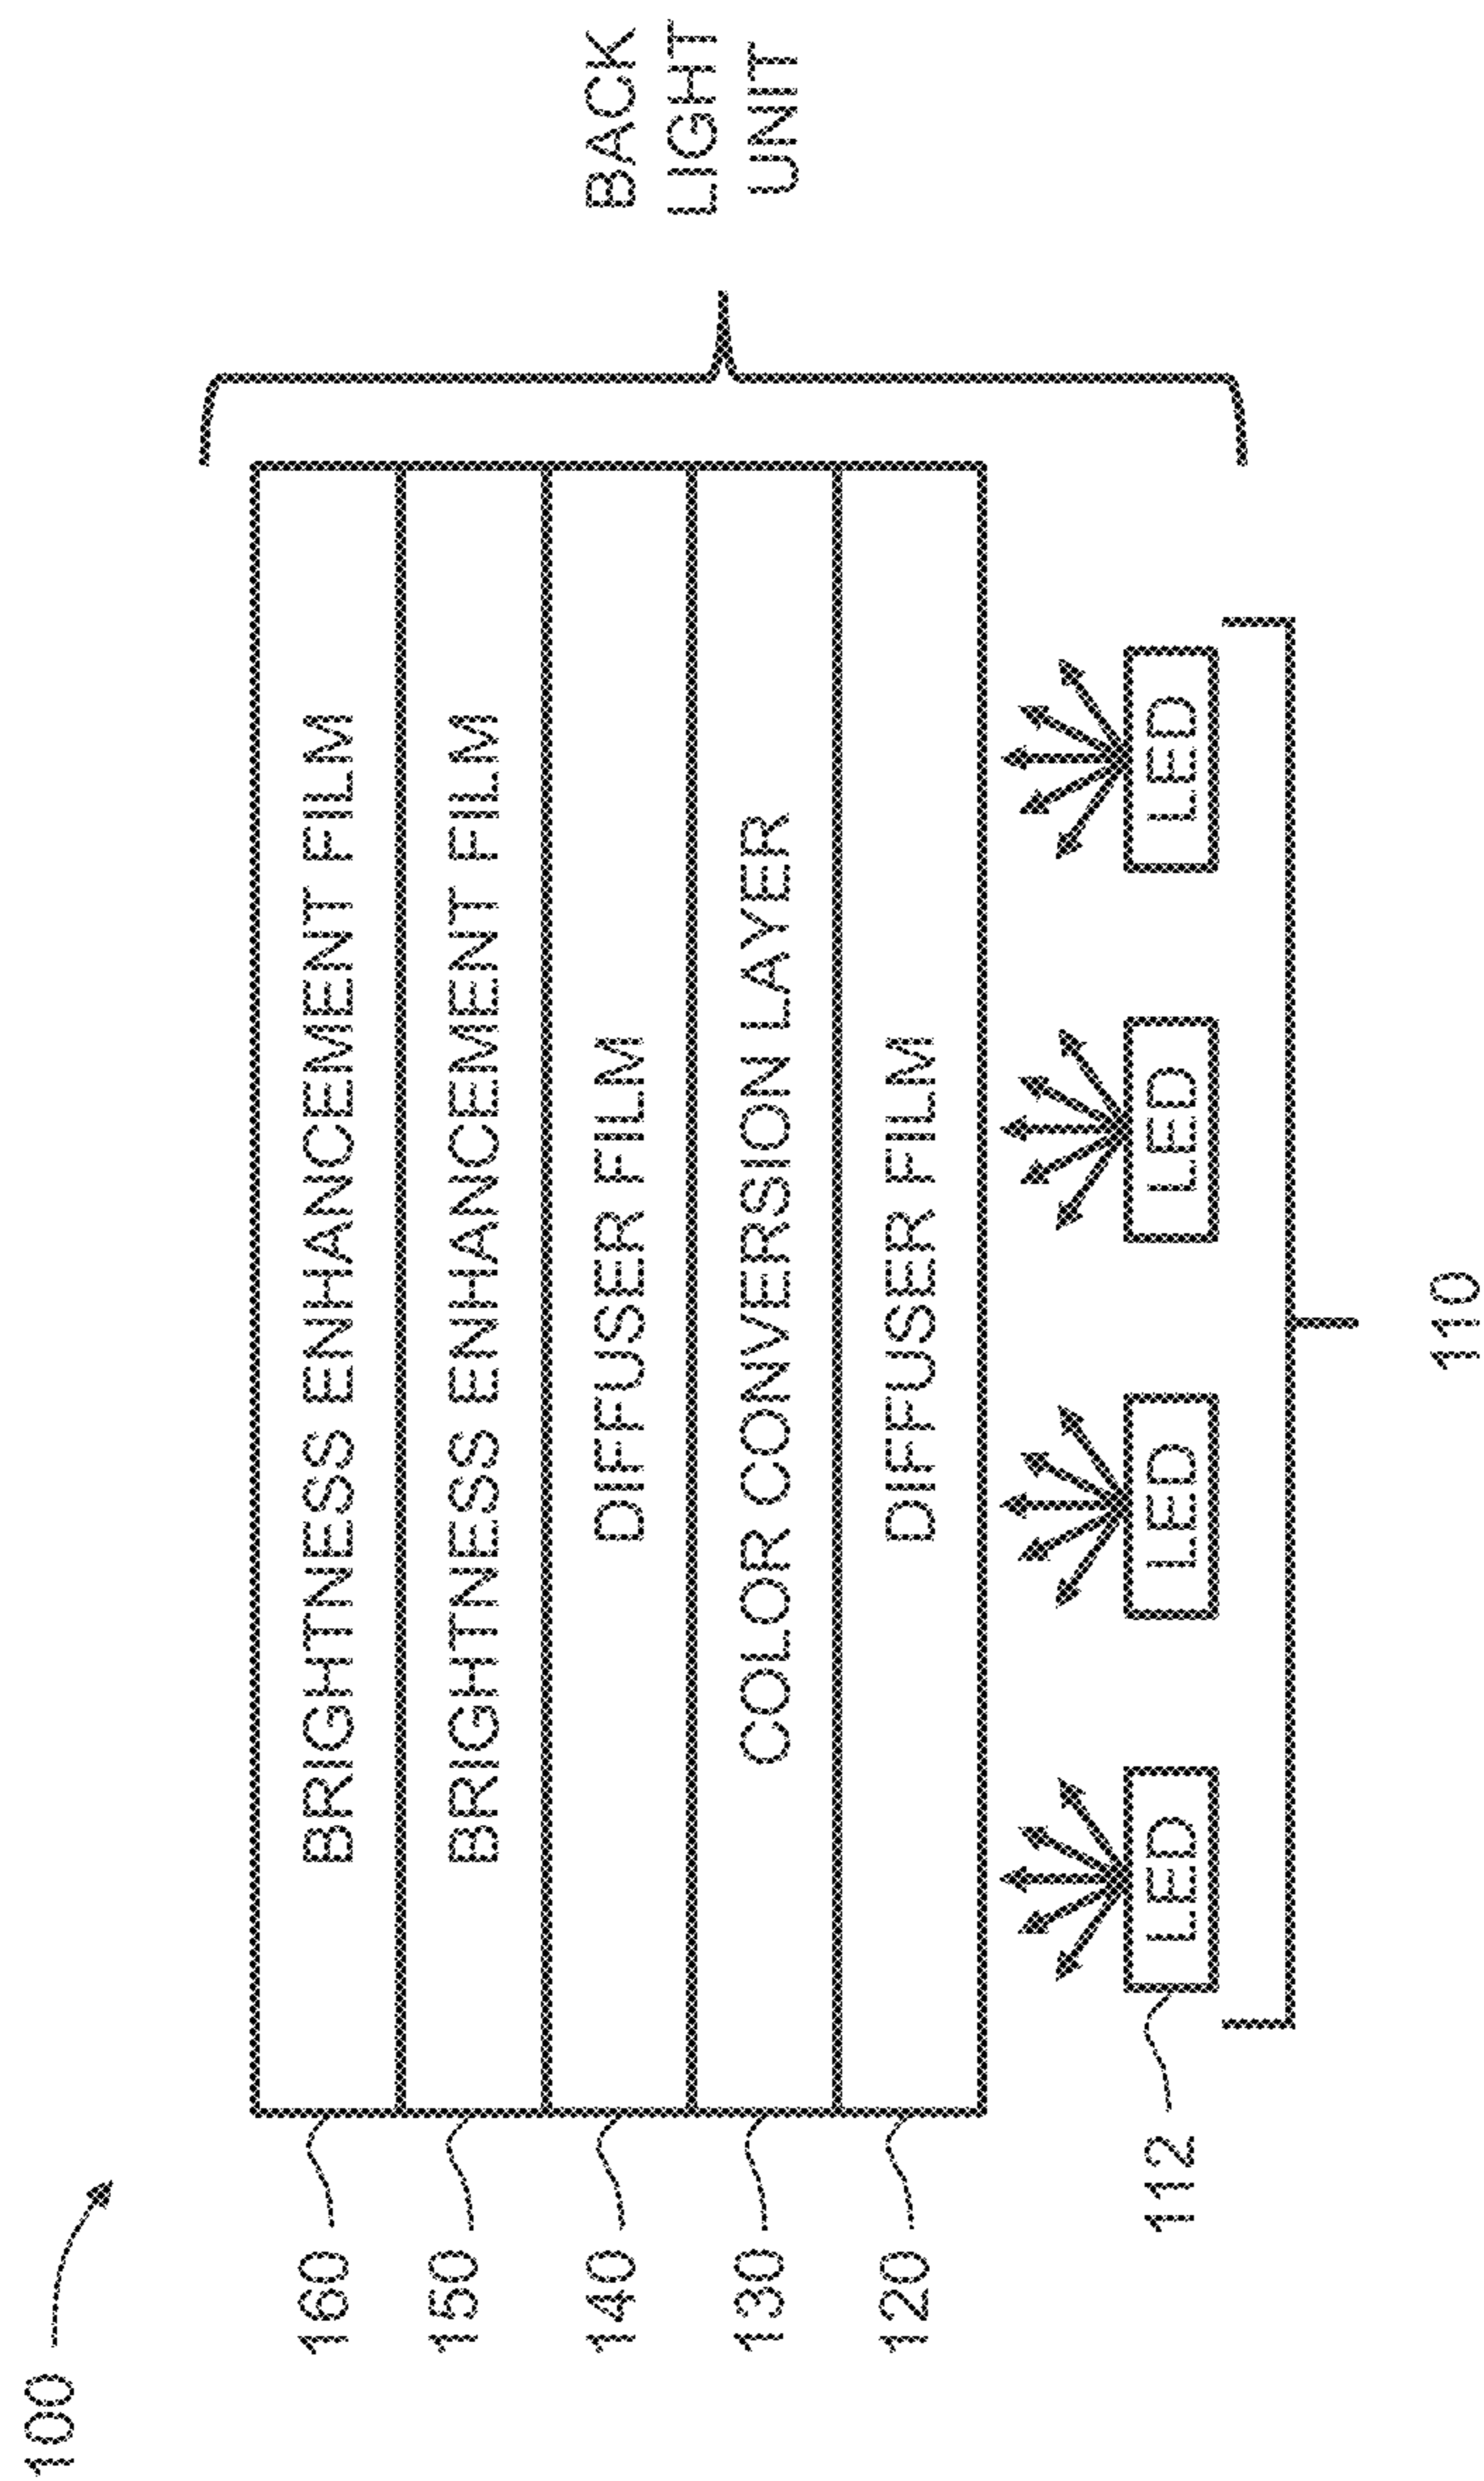 100
160
BRIGHTNESS ENHANCEMENT FILM
150
BRIGHTNESS ENHANCEMENT FILM
140
DIFFUSER FILM
130
COLOR CONVERSION LAYER
120
DIFFUSER FILM
BACK
LIGHT
UNIT
112
LED
LED
LED
LED
110